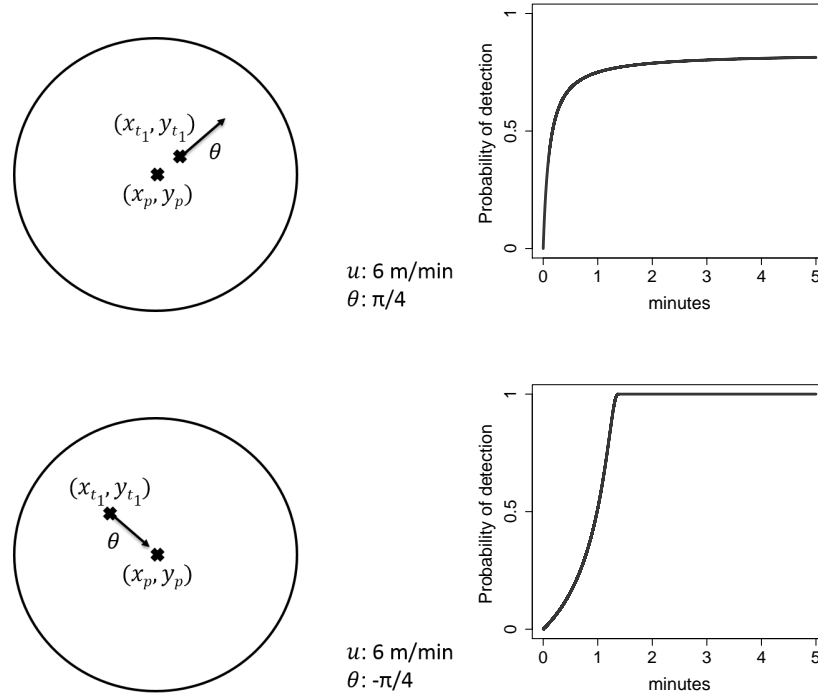 (x_{t_1}, y_{t_1})
θ
(x_p, y_p)
u: 6 m/min
θ: π/4
Probability of detection
1
0.5
0
0 1 2 3 4 5
minutes
(x_{t_1}, y_{t_1})
θ
(x_p, y_p)
u: 6 m/min
θ: -π/4
Probability of detection
1
0.5
0
0 1 2 3 4 5
minutes